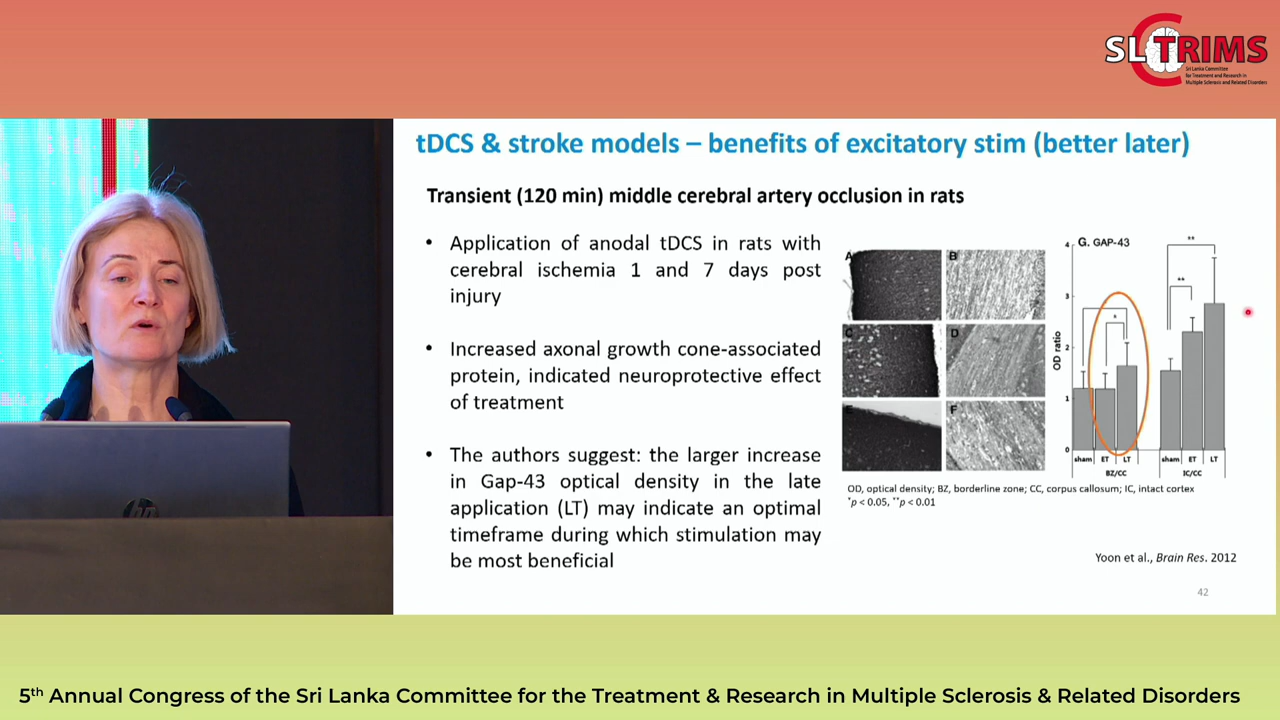 SLCTRIMS
Sri Lanka Committee
for Treatment and Research in
Multiple Sclerosis and Related Disorders
tDCS & stroke models – benefits of excitatory stim (better later)
Transient (120 min) middle cerebral artery occlusion in rats
• Application of anodal tDCS in rats with
cerebral ischemia 1 and 7 days post
injury
• Increased axonal growth cone-associated
protein, indicated neuroprotective effect
of treatment
• The authors suggest: the larger increase
in Gap-43 optical density in the late
application (LT) may indicate an optimal
timeframe during which stimulation may
be most beneficial
A B
C D
E F
G. GAP-43
OD ratio
4
3
2
1
0
*
**
**
sham ET LT sham ET LT
BZ/CC IC/CC
OD, optical density; BZ, borderline zone; CC, corpus callosum; IC, intact cortex
*p < 0.05, **p < 0.01
Yoon et al., Brain Res. 2012
42
hp
5th Annual Congress of the Sri Lanka Committee for the Treatment & Research in Multiple Sclerosis & Related Disorders